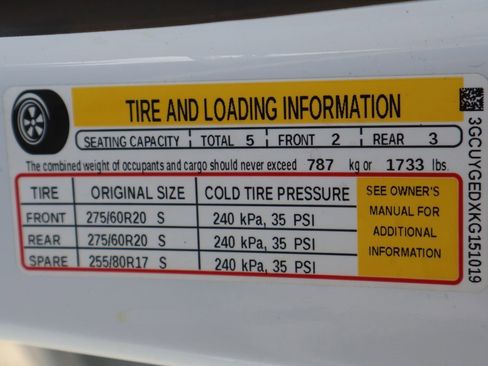 TIRE AND LOADING INFORMATION
SEATING CAPACITY TOTAL 5 FRONT 2 REAR 3
The combined weight of occupants and cargo should never exceed 787 kg or 1733 lbs.
TIRE ORIGINAL SIZE COLD TIRE PRESSURE
FRONT 275/60R20 S 240 kPa, 35 PSI
REAR 275/60R20 S 240 kPa, 35 PSI
SPARE 255/80R17 S 240 kPa, 35 PSI
SEE OWNER'S
MANUAL FOR
ADDITIONAL
INFORMATION
3GCUYGEDXKG151019